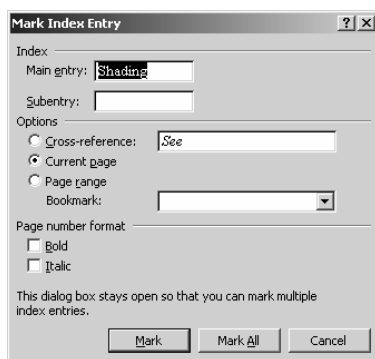 Mark Index Entry
Index
Main entry: Shading
Subentry:
Options
Cross-reference: See
Current page
Page range
Bookmark:
Page number format
Bold
Italic
This dialog box stays open so that you can mark multiple
index entries.
Mark Mark All Cancel